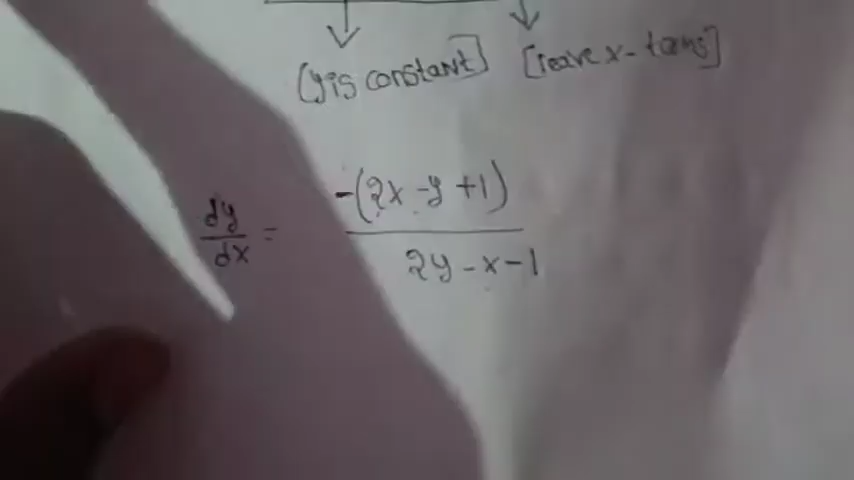 (y is constant] [leave x-terms]
dy/dx = -(2x -y +1) / 2y -x -1